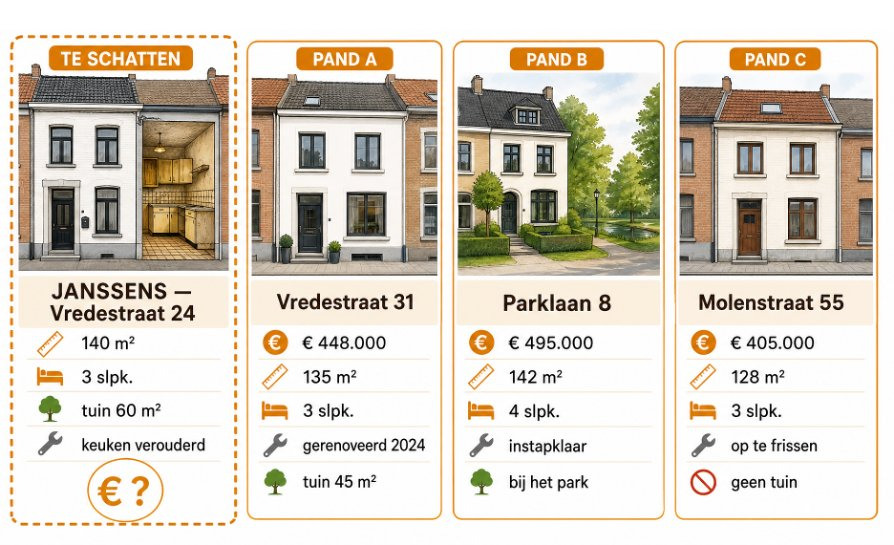 TE SCHATTEN
JANSSENS —
Vredestraat 24
140 m²
3 slpk.
tuin 60 m²
keuken verouderd
€ ?
PAND A
Vredestraat 31
€ € 448.000
135 m²
3 slpk.
gerenoveerd 2024
tuin 45 m²
PAND B
Parklaan 8
€ € 495.000
142 m²
4 slpk.
instapklaar
bij het park
PAND C
Molenstraat 55
€ € 405.000
128 m²
3 slpk.
op te frissen
geen tuin